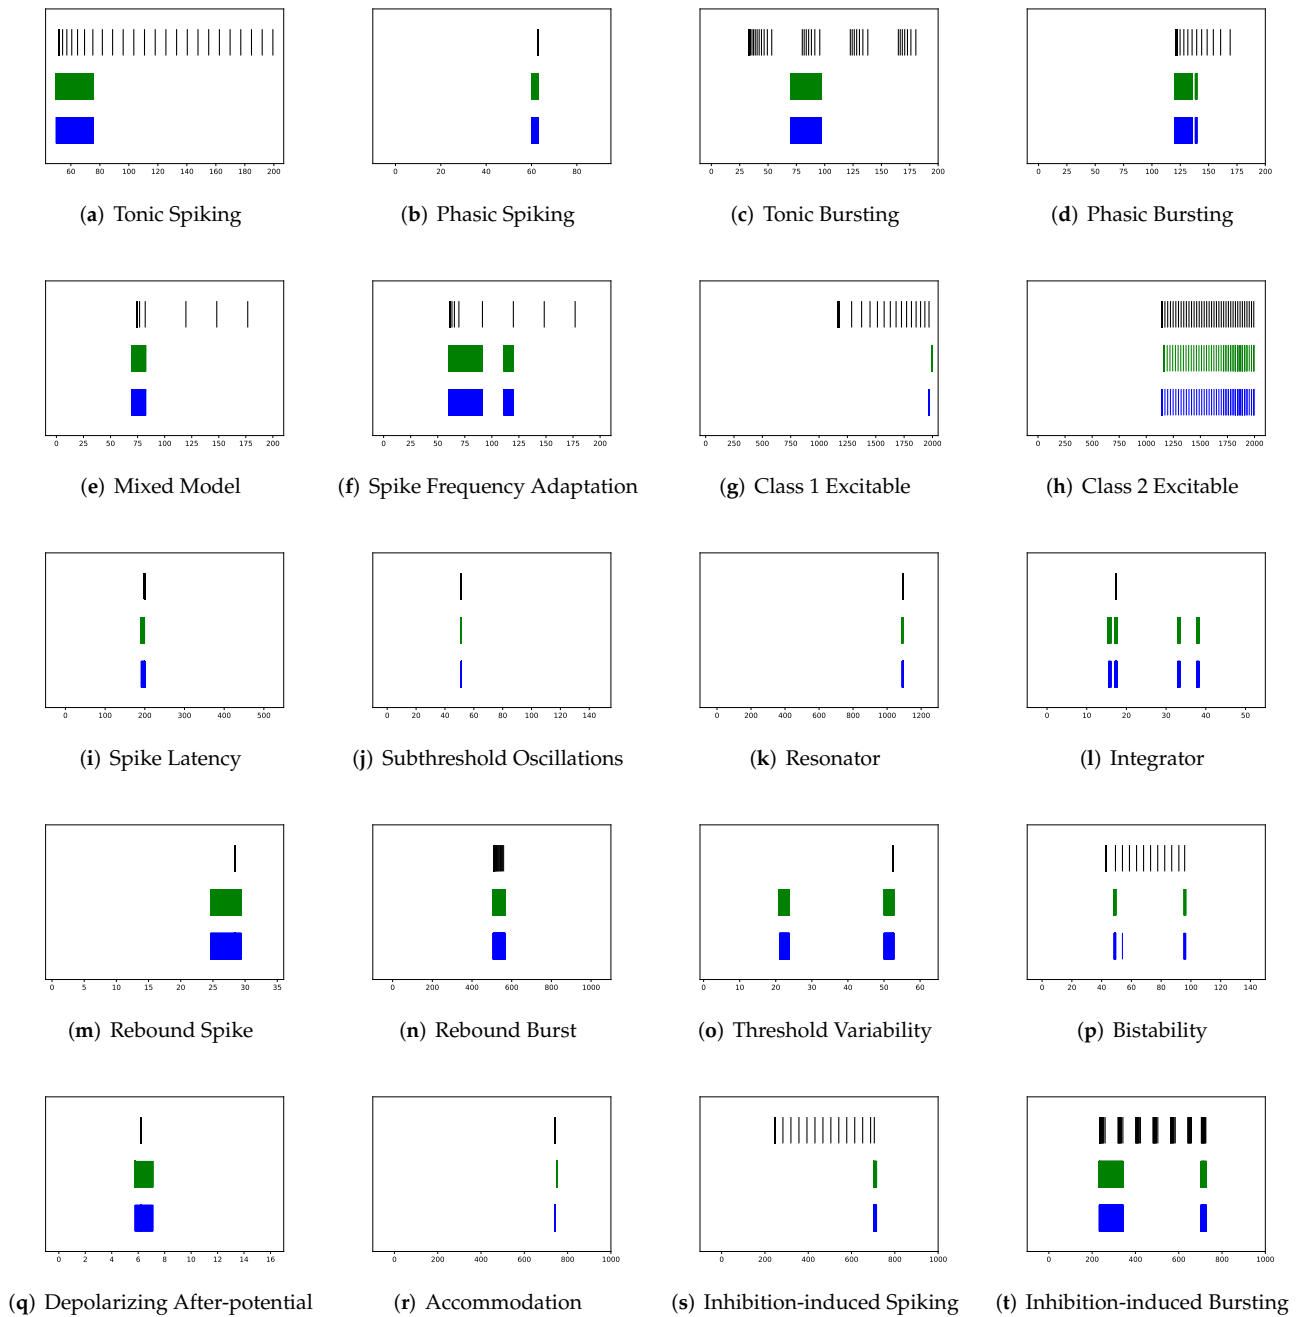 60 80 100 120 140 160 180 200
0 20 40 60 80
0 25 50 75 100 125 150 175 200
0 25 50 75 100 125 150 175 200
(a) Tonic Spiking
(b) Phasic Spiking
(c) Tonic Bursting
(d) Phasic Bursting
0 25 50 75 100 125 150 175 200
0 25 50 75 100 125 150 175 200
0 250 500 750 1000 1250 1500 1750 2000
0 250 500 750 1000 1250 1500 1750 2000
(e) Mixed Model
(f) Spike Frequency Adaptation
(g) Class 1 Excitable
(h) Class 2 Excitable
0 100 200 300 400 500
0 20 40 60 80 100 120 140
0 200 400 600 800 1000 1200
0 10 20 30 40 50
(i) Spike Latency
(j) Subthreshold Oscillations
(k) Resonator
(l) Integrator
0 5 10 15 20 25 30 35
0 200 400 600 800 1000
0 10 20 30 40 50 60
0 20 40 60 80 100 120 140
(m) Rebound Spike
(n) Rebound Burst
(o) Threshold Variability
(p) Bistability
0 2 4 6 8 10 12 14 16
0 200 400 600 800 1000
0 200 400 600 800 1000
0 200 400 600 800 1000
(q) Depolarizing After-potential
(r) Accommodation
(s) Inhibition-induced Spiking
(t) Inhibition-induced Bursting